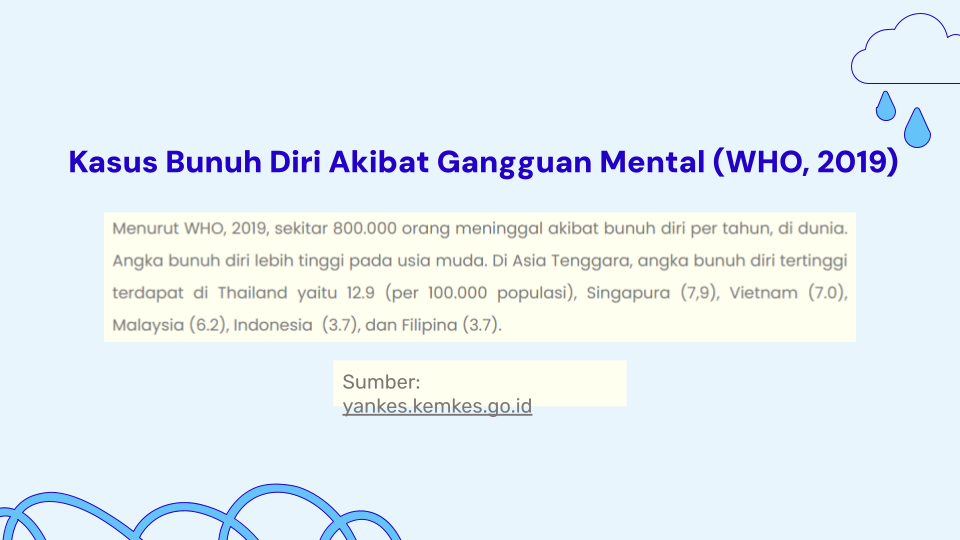 Kasus Bunuh Diri Akibat Gangguan Mental (WHO, 2019)
Menurut WHO, 2019, sekitar 800.000 orang meninggal akibat bunuh diri per tahun, di dunia.
Angka bunuh diri lebih tinggi pada usia muda. Di Asia Tenggara, angka bunuh diri tertinggi
terdapat di Thailand yaitu 12.9 (per 100.000 populasi), Singapura (7,9), Vietnam (7.0),
Malaysia (6.2), Indonesia (3.7), dan Filipina (3.7).
Sumber:
yankes.kemkes.go.id